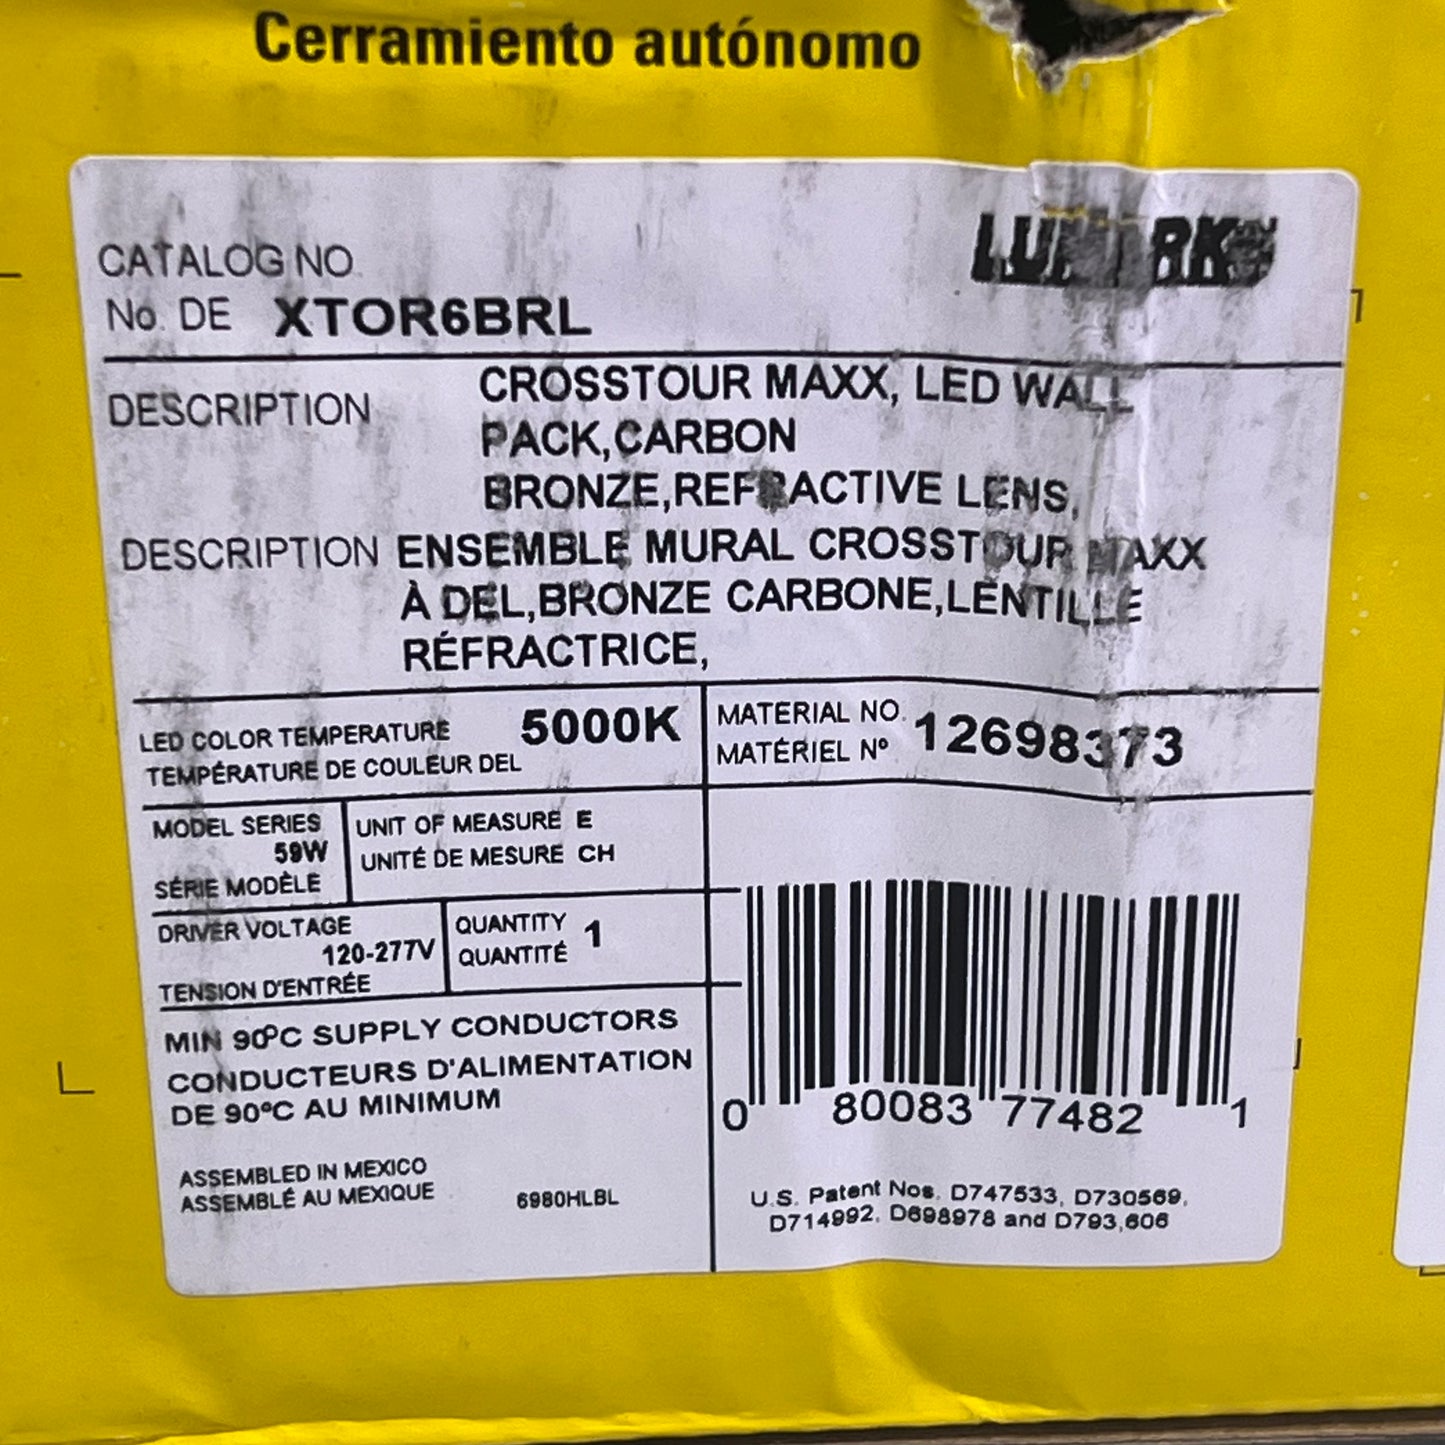 Cerramiento autónomo
LUMARK
CATALOG NO.
No. DE XTOR6BRL
DESCRIPTION CROSSTOUR MAXX, LED WALL
PACK,CARBON
BRONZE,REFRACTIVE LENS,
DESCRIPTION ENSEMBLE MURAL CROSSTOUR MAXX
À DEL,BRONZE CARBONE,LENTILLE
RÉFRACTRICE,
LED COLOR TEMPERATURE 5000K
TEMPÉRATURE DE COULEUR DEL
MATERIAL NO. 12698373
MATÉRIEL Nº
MODEL SERIES
59W
SÉRIE MODÈLE
UNIT OF MEASURE E
UNITÉ DE MESURE CH
DRIVER VOLTAGE
120-277V
TENSION D'ENTRÉE
QUANTITY 1
QUANTITÉ
MIN 90ºC SUPPLY CONDUCTORS
CONDUCTEURS D'ALIMENTATION
DE 90ºC AU MINIMUM
ASSEMBLED IN MEXICO
ASSEMBLÉ AU MEXIQUE 6980HLBL
0 80083 77482 1
U.S. Patent Nos. D747533, D730569,
D714992, D698978 and D793,606